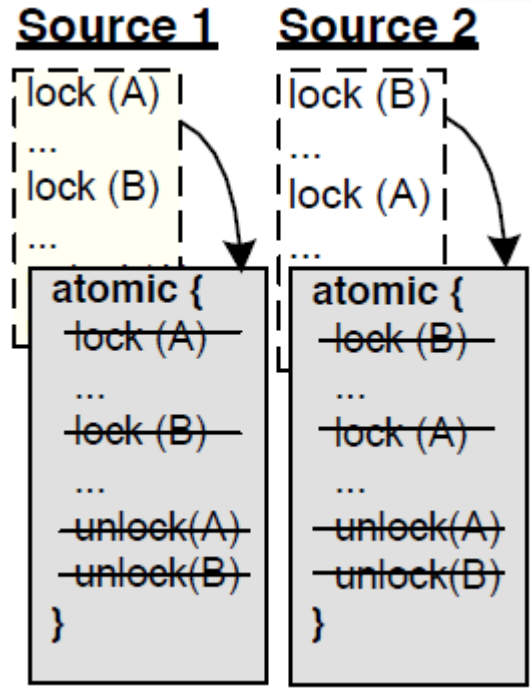 Source 1
lock (A)
...
lock (B)
...
atomic {
lock (A)
...
lock (B)
...
unlock(A)
unlock(B)
}
Source 2
lock (B)
...
lock (A)
...
atomic {
lock (B)
...
lock (A)
...
unlock(A)
unlock(B)
}